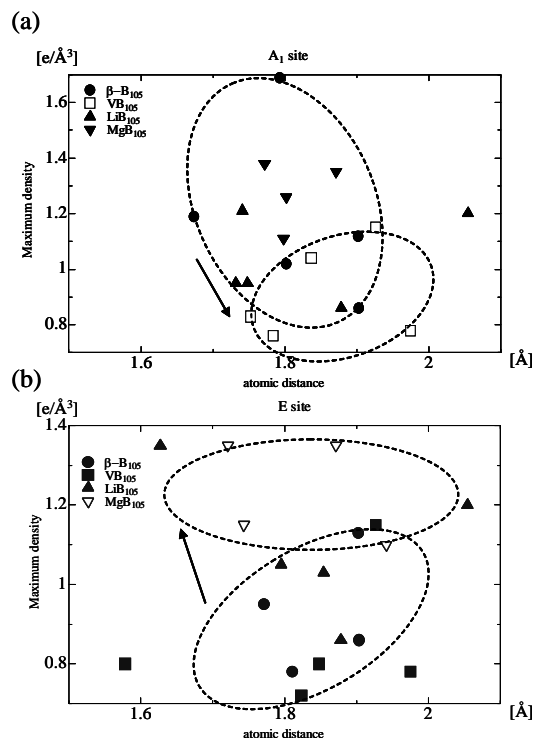 (a)
[e/Å³]
A₁ site
β−B₁₀₅
VB₁₀₅
LiB₁₀₅
MgB₁₀₅
Maximum density
1.6
1.4
1.2
1
0.8
1.6 1.8 2
atomic distance
[Å]
(b)
[e/Å³]
E site
β−B₁₀₅
VB₁₀₅
LiB₁₀₅
MgB₁₀₅
Maximum density
1.4
1.2
1
0.8
1.6 1.8 2
atomic distance
[Å]